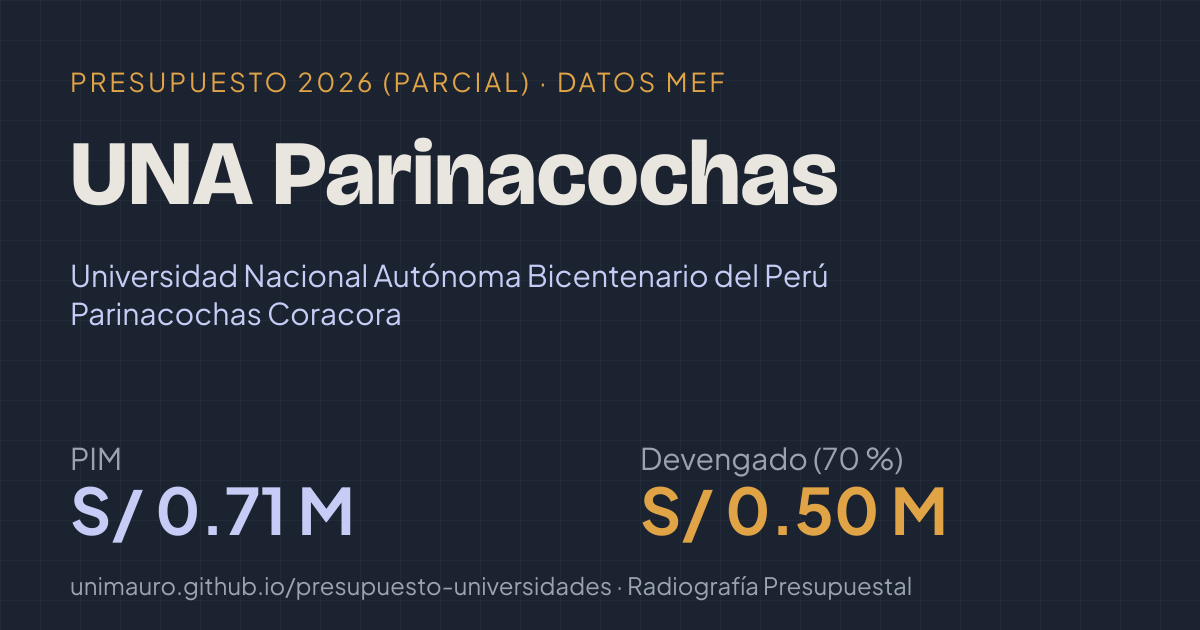 PRESUPUESTO 2026 (PARCIAL) · DATOS MEF
UNA Parinacochas
Universidad Nacional Autónoma Bicentenario del Perú
Parinacochas Coracora
PIM
S/ 0.71 M
Devengado (70 %)
S/ 0.50 M
unimauro.github.io/presupuesto-universidades · Radiografía Presupuestal